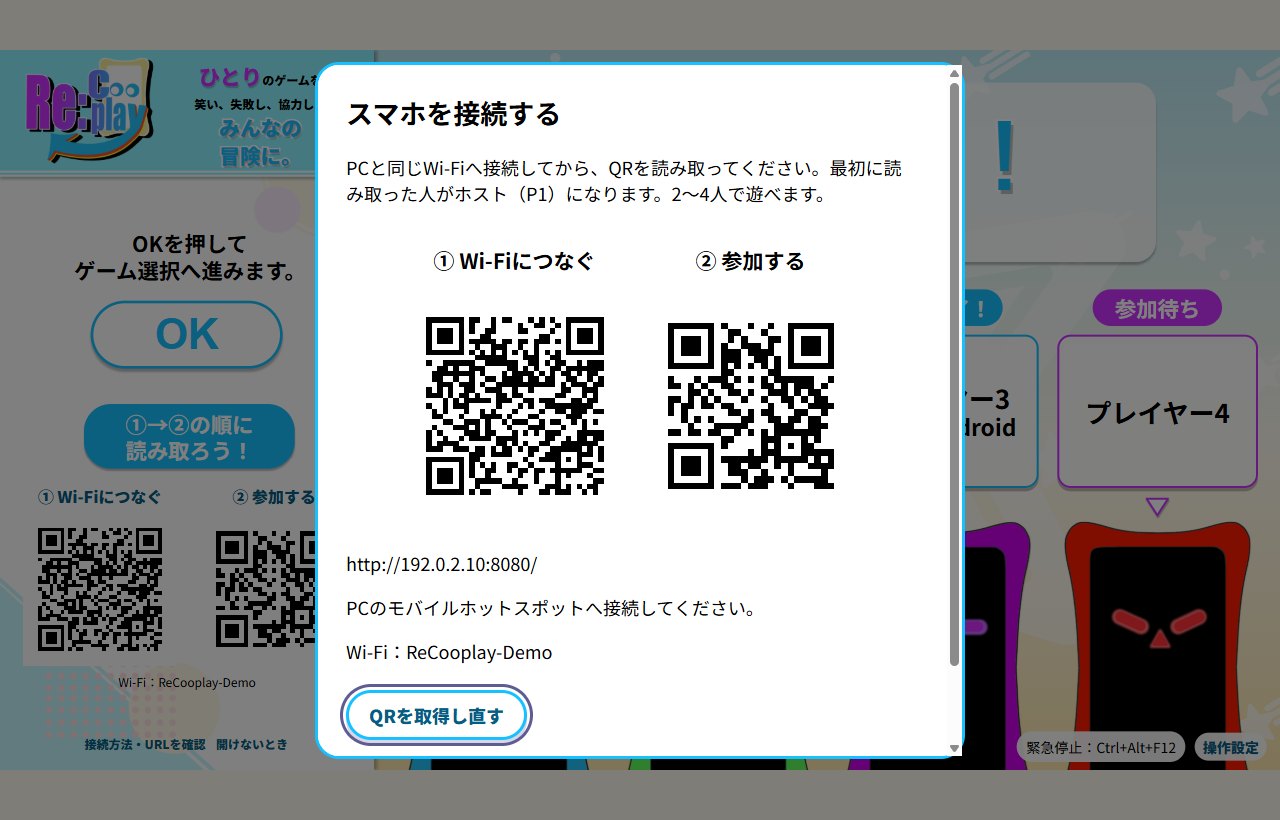 Re:Cooplay
ひとりのゲームを
笑い、失敗し、協力し
みんなの
冒険に。
OKを押して
ゲーム選択へ進みます。
OK
①→②の順に
読み取ろう！
① Wi-Fiにつなぐ
② 参加する
Wi-Fi：ReCooplay-Demo
接続方法・URLを確認
開けないとき
スマホを接続する
PCと同じWi-Fiへ接続してから、QRを読み取ってください。最初に読
み取った人がホスト（P1）になります。2〜4人で遊べます。
① Wi-Fiにつなぐ
② 参加する
http://192.0.2.10:8080/
PCのモバイルホットスポットへ接続してください。
Wi-Fi：ReCooplay-Demo
QRを取得し直す
！
！
ー3
droid
参加待ち
プレイヤー4
緊急停止：Ctrl+Alt+F12
操作設定